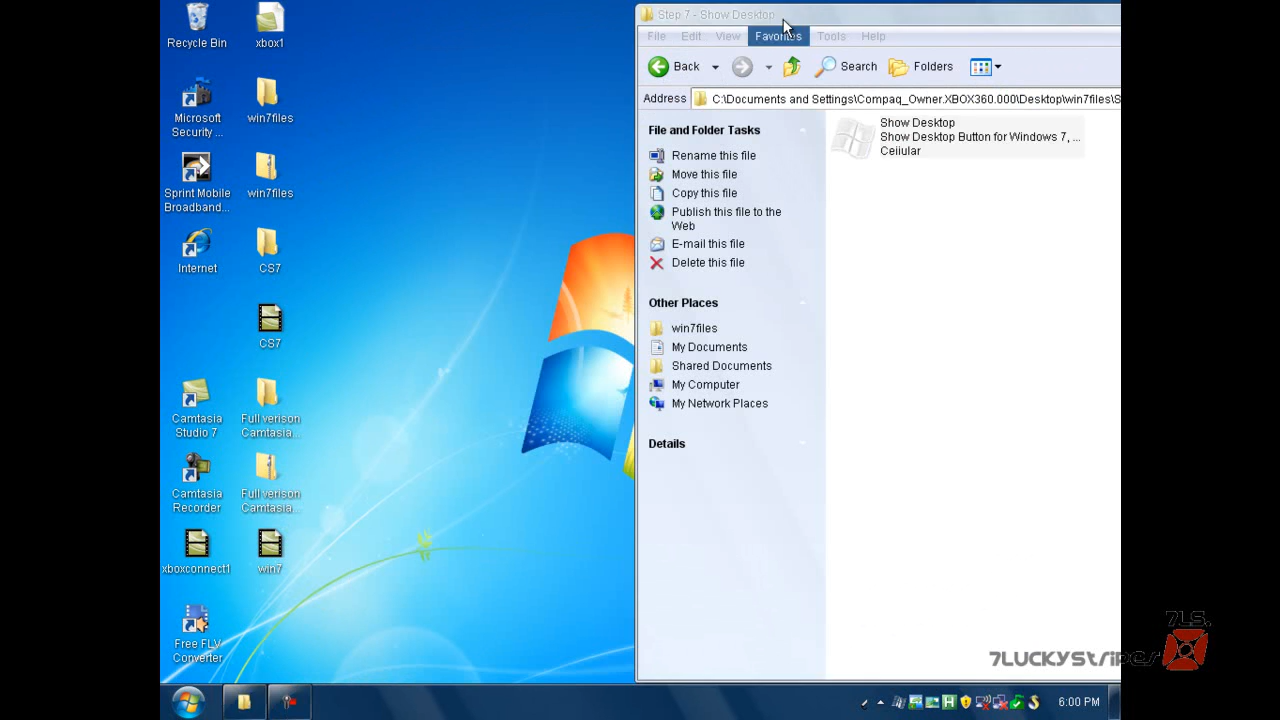 Recycle Bin
xbox1
Microsoft
Security ...
win7files
Sprint Mobile
Broadband...
win7files
Internet
CS7
CS7
Camtasia
Studio 7
Full verison
Camtasia...
Camtasia
Recorder
Full verison
Camtasia...
xboxconnect1
win7
Free FLV
Converter
Step 7 - Show Desktop
File Edit View Favorites Tools Help
Back Search Folders
Address C:\Documents and Settings\Compaq_Owner.XBOX360.000\Desktop\win7files\S
File and Folder Tasks
Rename this file
Move this file
Copy this file
Publish this file to the
Web
E-mail this file
Delete this file
Other Places
win7files
My Documents
Shared Documents
My Computer
My Network Places
Details
Show Desktop
Show Desktop Button for Windows 7, ...
Ceiiular
6:00 PM
7LS.
7LUCKYSTripes